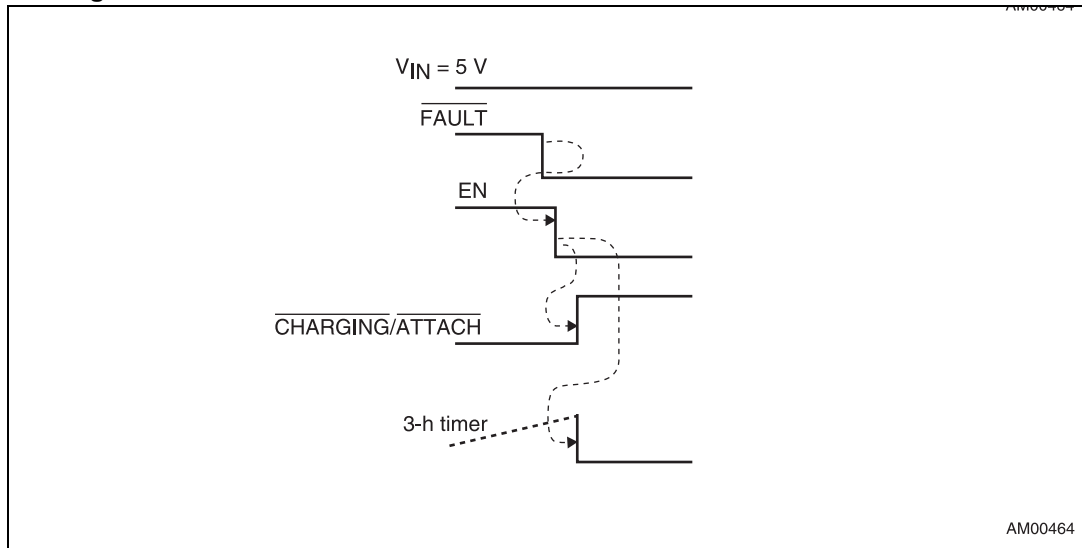 V_IN = 5 V
FAULT
EN
CHARGING/ATTACH
3-h timer
AM00464